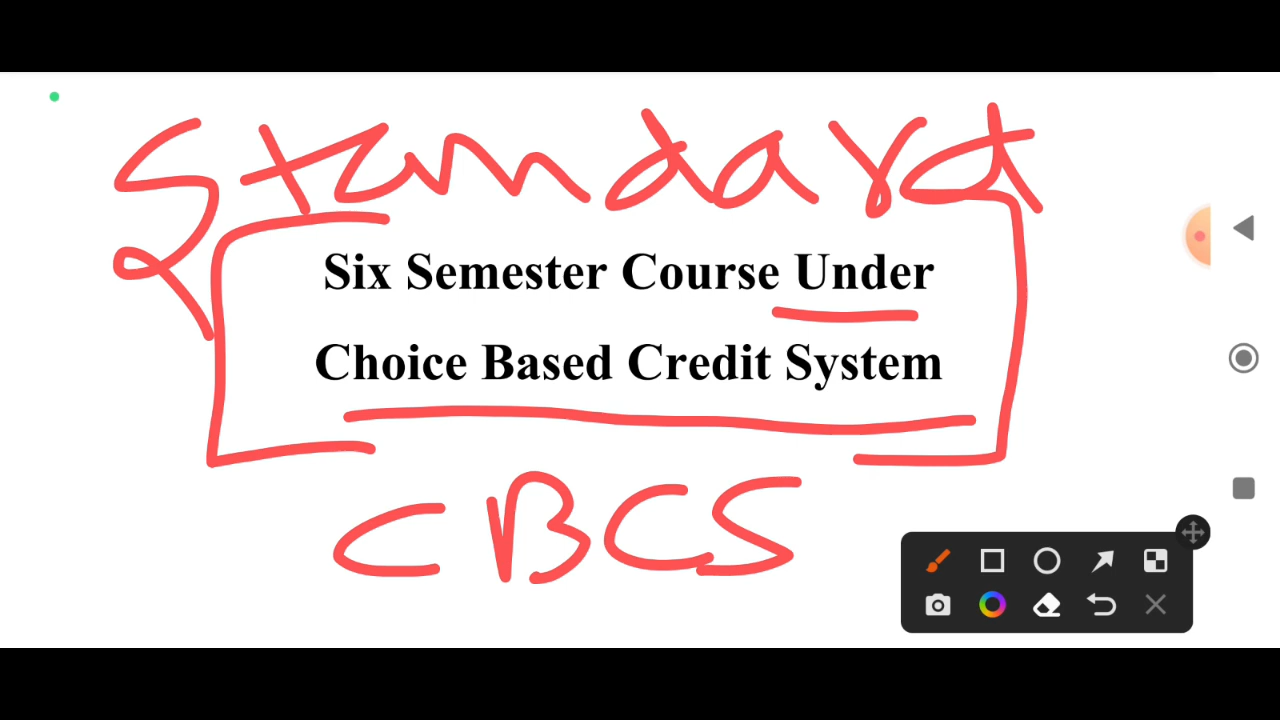 Standard
Six Semester Course Under
Choice Based Credit System
CBCS